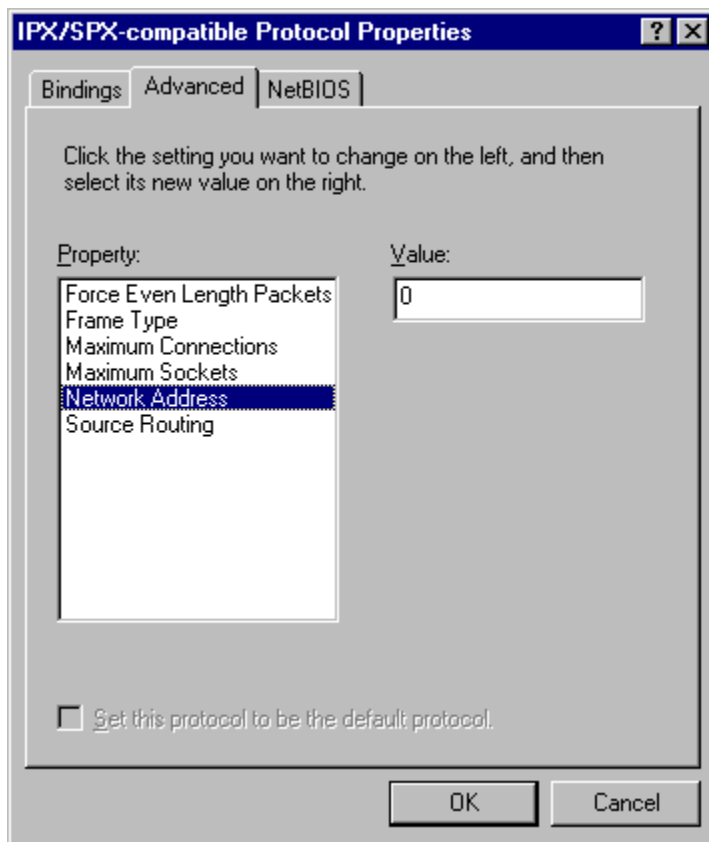 IPX/SPX-compatible Protocol Properties
Bindings Advanced NetBIOS
Click the setting you want to change on the left, and then
select its new value on the right.
Property: Value:
Force Even Length Packets 0
Frame Type
Maximum Connections
Maximum Sockets
Network Address
Source Routing
Set this protocol to be the default protocol.
OK Cancel